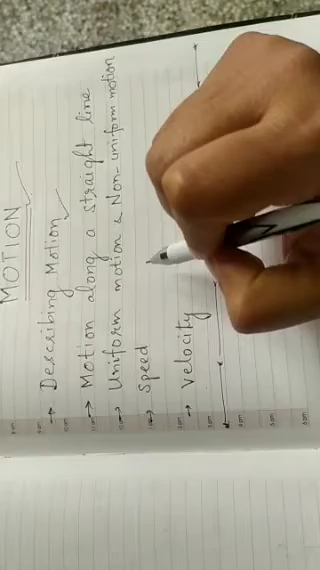 MOTION
→ Describing Motion
→ Motion along a straight line
→ Uniform motion & Non-uniform motion
→ Speed
→ Velocity